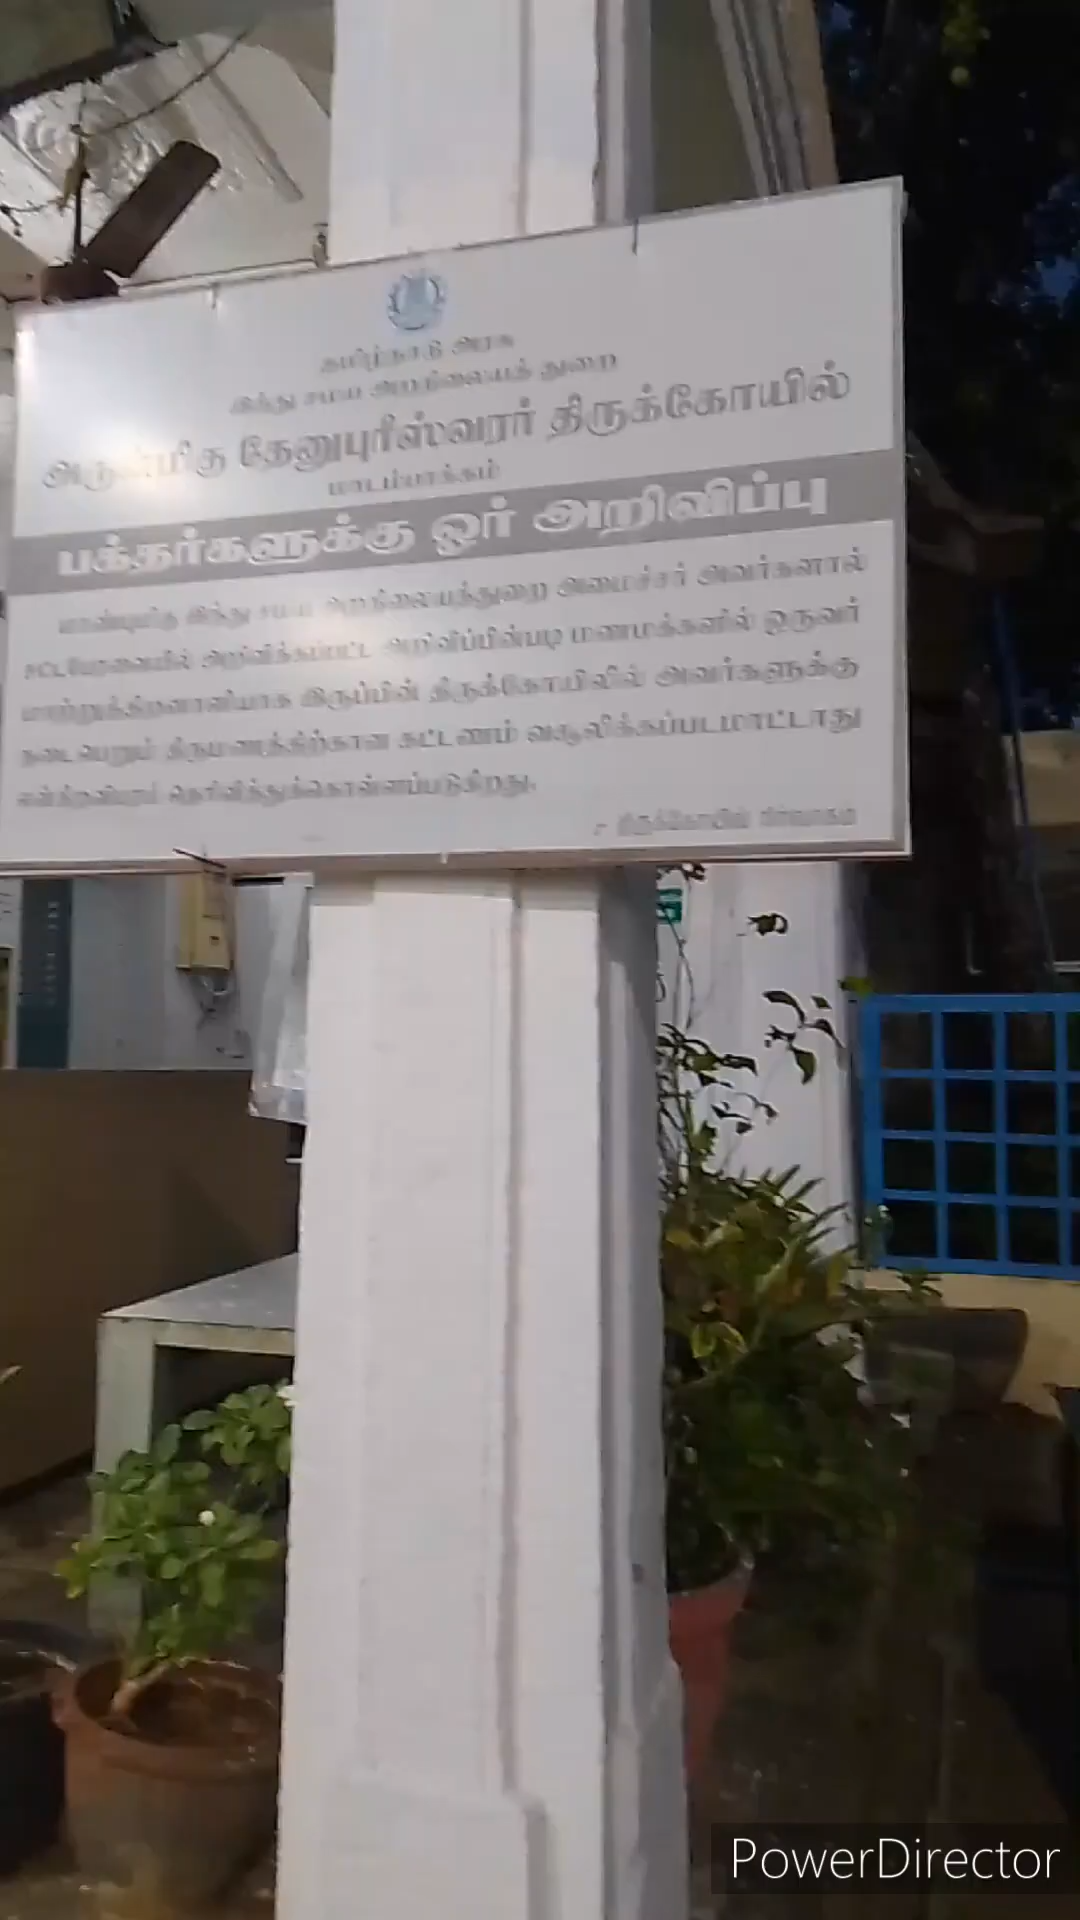 தமிழ்நாடு அரசு
இந்து சமய அறநிலையத் துறை
அருள்மிகு தேனுபுரீஸ்வரர் திருக்கோயில்
மாடம்பாக்கம்
பக்தர்களுக்கு ஓர் அறிவிப்பு
மாண்புமிகு இந்து சமய அறநிலையத்துறை அமைச்சர் அவர்களால்
சட்டபேரவையில் அறிவிக்கப்பட்ட அறிவிப்பின்படி மணமக்களில் ஒருவர்
மாற்றுத்திறனாளியாக இருப்பின் திருக்கோயிலில் அவர்களுக்கு
நடைபெறும் திருமணத்திற்கான கட்டணம் வசூலிக்கப்படமாட்டாது
என்கிறவிபரம் தெரிவித்துக்கொள்ளப்படுகிறது.
- திருக்கோயில் நிர்வாகம்
PowerDirector